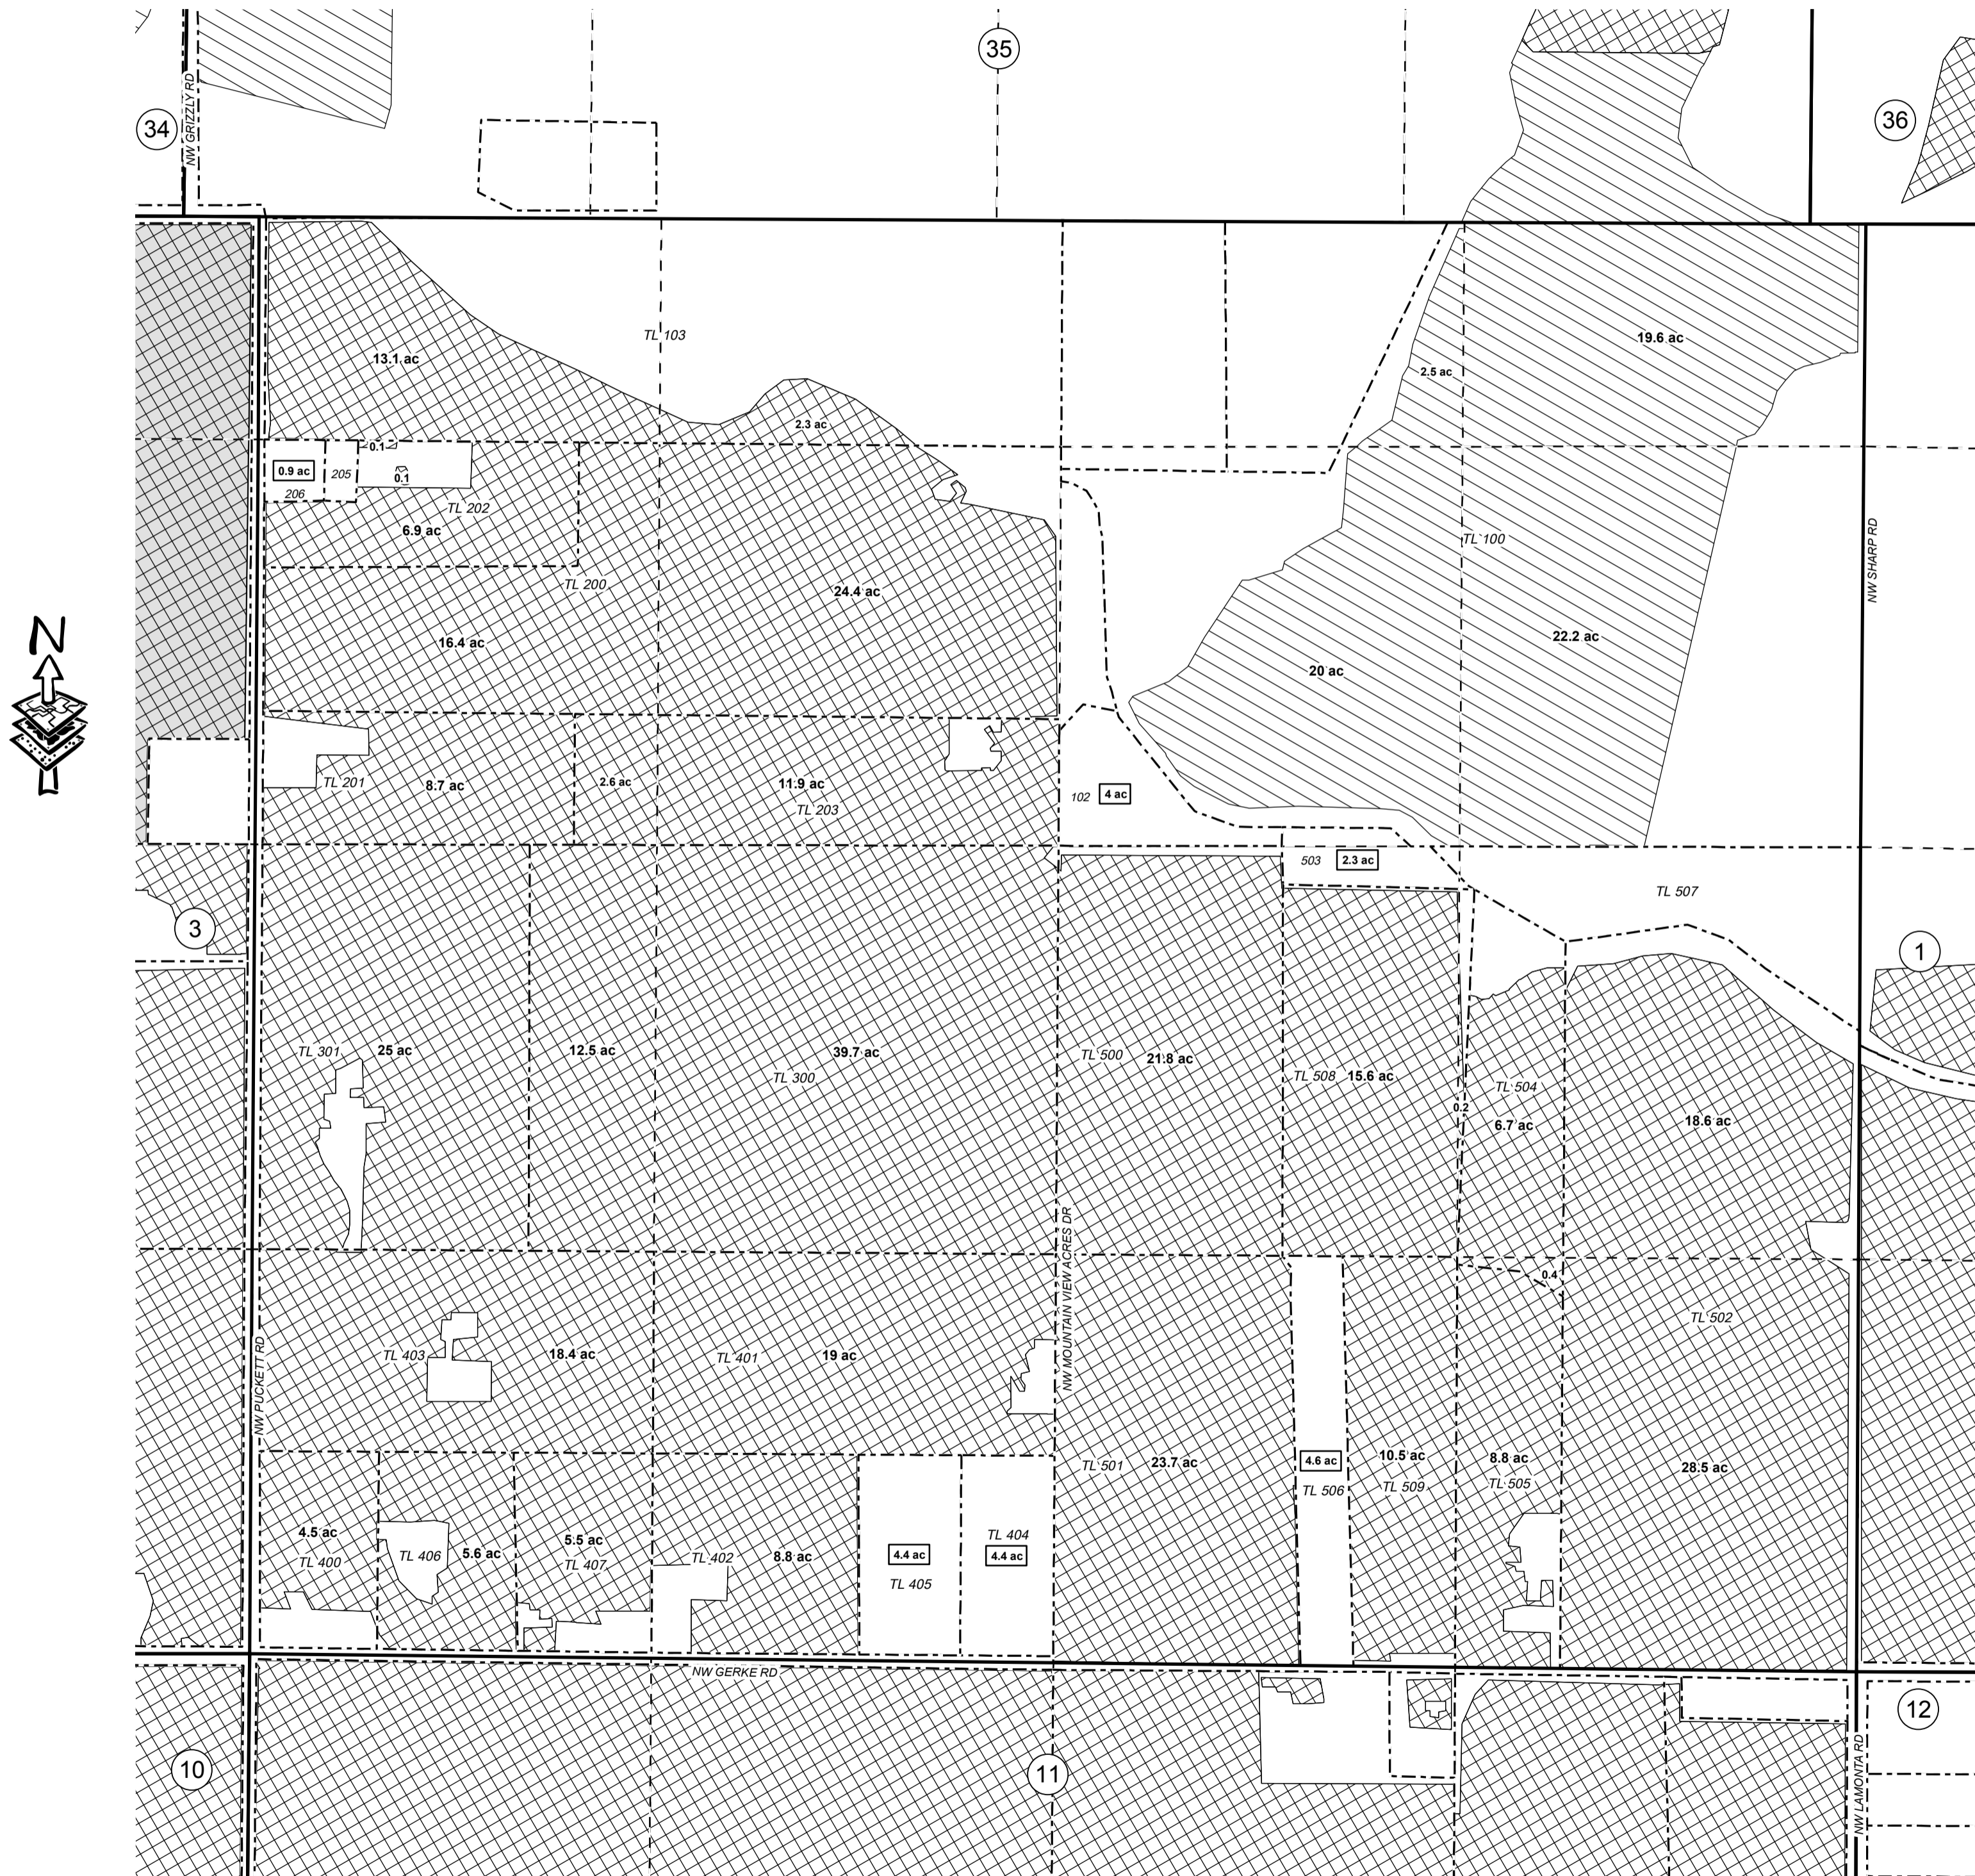 35
34
36
NW GRIZZLY RD
TL 103
19.6 ac
13.1 ac
2.5 ac
2.3 ac
0.1
0.9 ac
205
0.1
206
TL 202
6.9 ac
TL 100
NW SHARP RD
TL 200
24.4 ac
N
16.4 ac
22.2 ac
20 ac
TL 201
8.7 ac
2.6 ac
11.9 ac
TL 203
102
4 ac
503
2.3 ac
TL 507
3
1
TL 301
25 ac
12.5 ac
39.7 ac
TL 300
TL 500
21.8 ac
TL 508
15.6 ac
TL 504
0.2
6.7 ac
18.6 ac
NW MOUNTAIN VIEW ACRES DR
0.4
TL 502
NW PUCKETT RD
TL 403
18.4 ac
TL 401
19 ac
TL 501
23.7 ac
4.6 ac
TL 506
10.5 ac
TL 509
8.8 ac
TL 505
28.5 ac
4.5 ac
TL 400
TL 406
5.6 ac
5.5 ac
TL 407
TL 402
8.8 ac
4.4 ac
TL 405
TL 404
4.4 ac
NW GERKE RD
12
10
11
NW LAMONTA RD